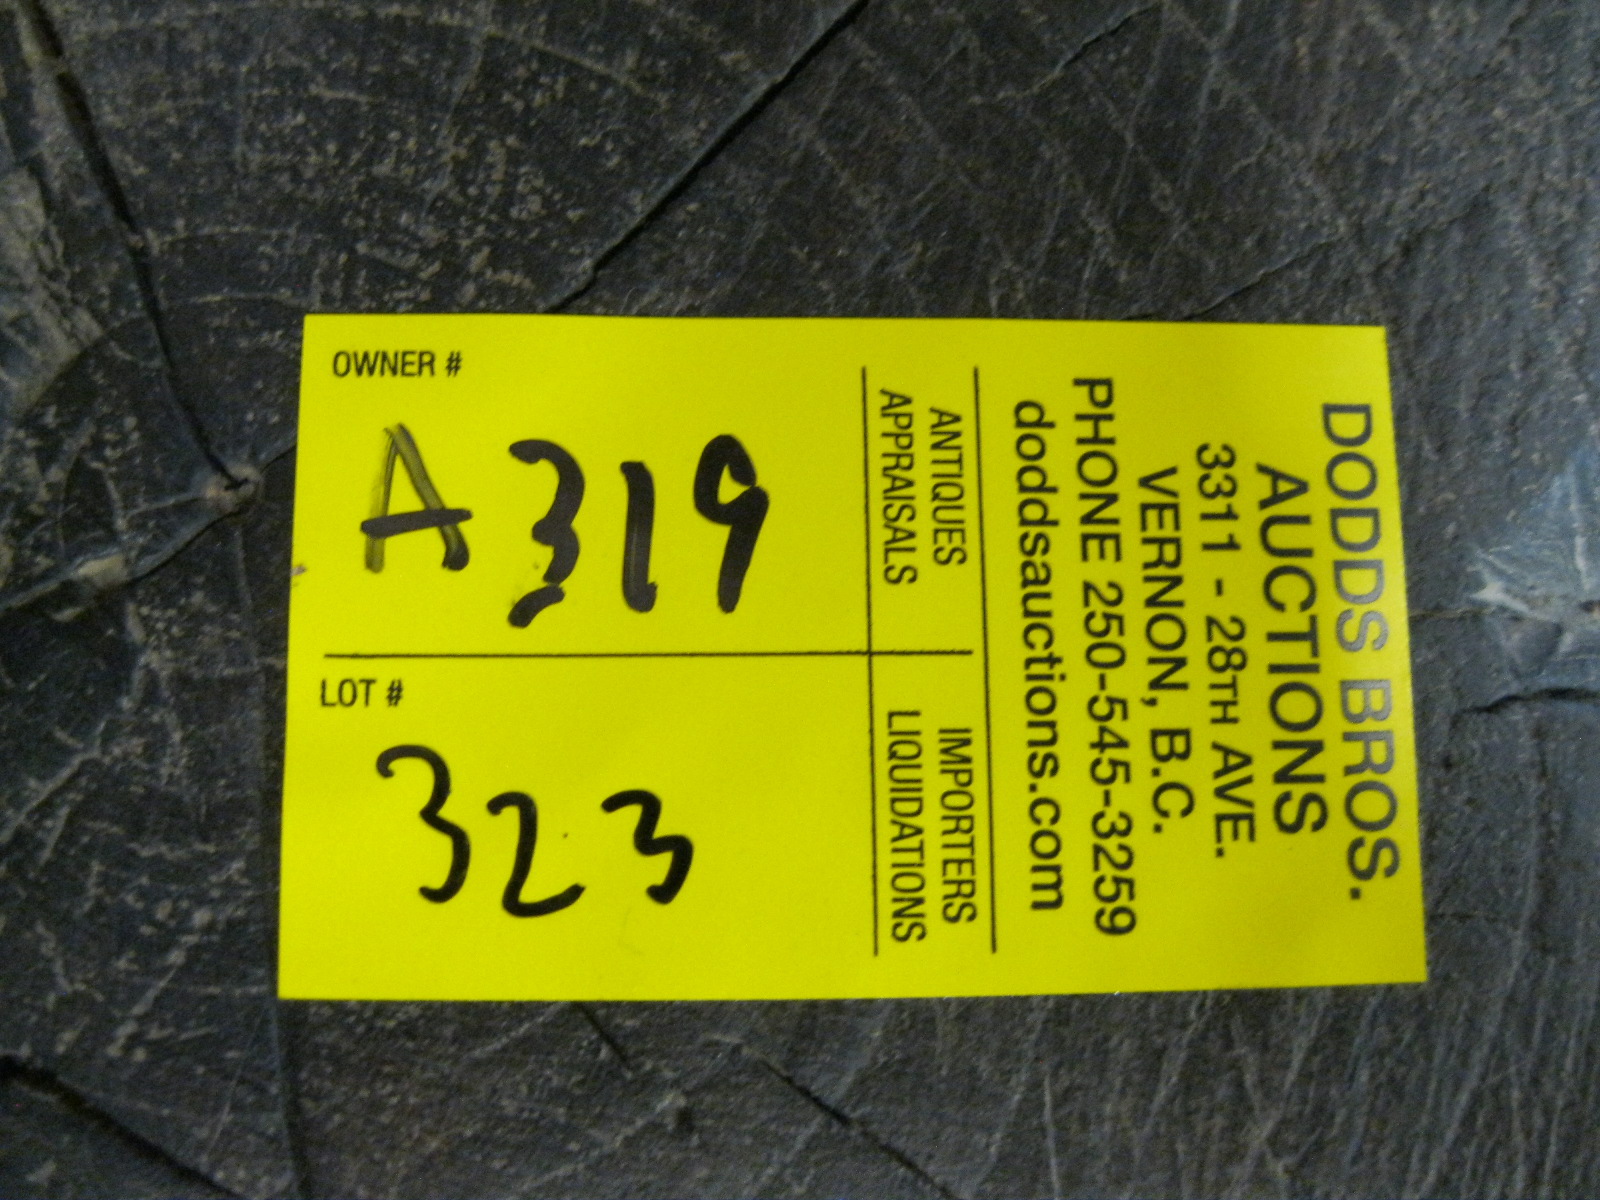 OWNER #
A319
LOT #
323
ANTIQUES
APPRAISALS
IMPORTERS
LIQUIDATIONS
DODDS BROS.
AUCTIONS
3311 - 28TH AVE.
VERNON, B.C.
PHONE 250-545-3259
doddsauctions.com